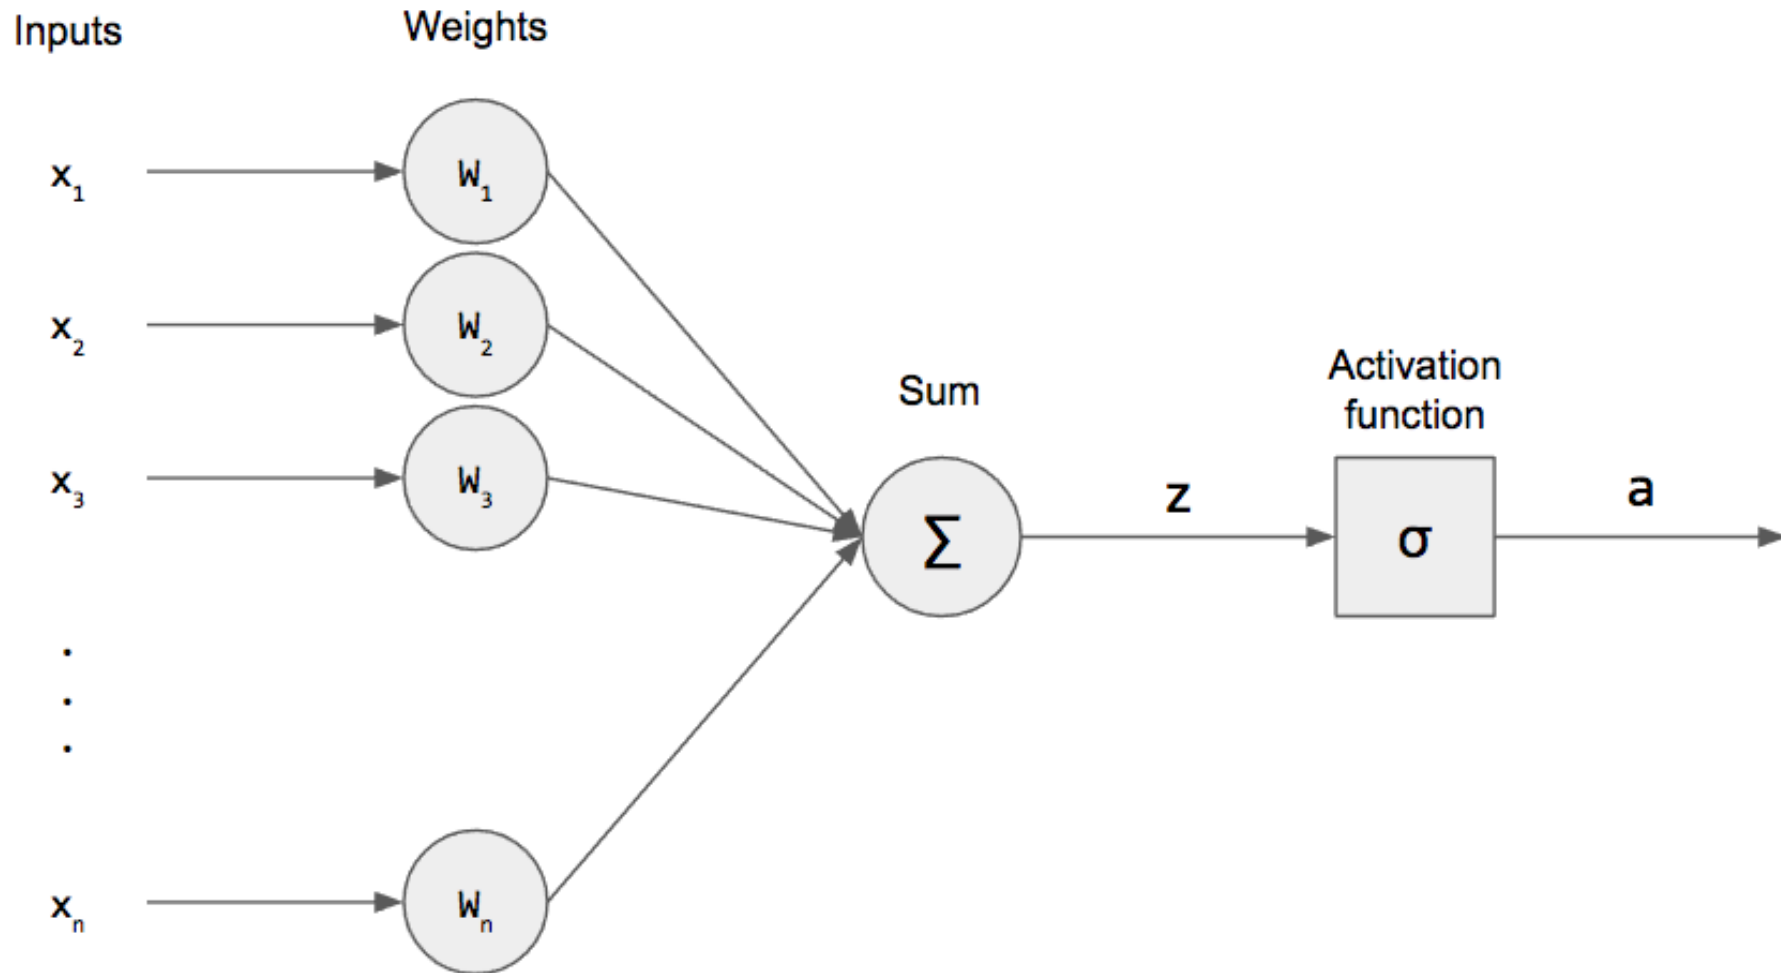 Inputs
Weights
x₁
W₁
x₂
W₂
Sum
Activation
function
x₃
W₃
z
a
Σ
σ
.
.
.
xₙ
Wₙ